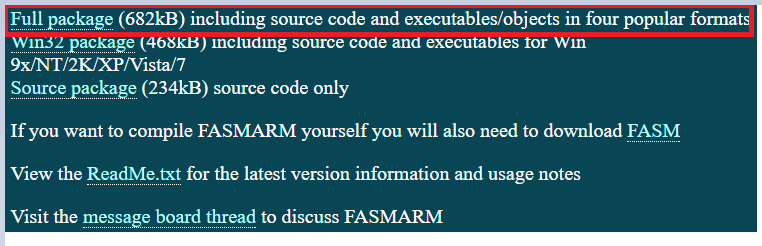 Full package (682kB) including source code and executables/objects in four popular formats
Win32 package (468kB) including source code and executables for Win
9x/NT/2K/XP/Vista/7
Source package (234kB) source code only
If you want to compile FASMARM yourself you will also need to download FASM
View the ReadMe.txt for the latest version information and usage notes
Visit the message board thread to discuss FASMARM